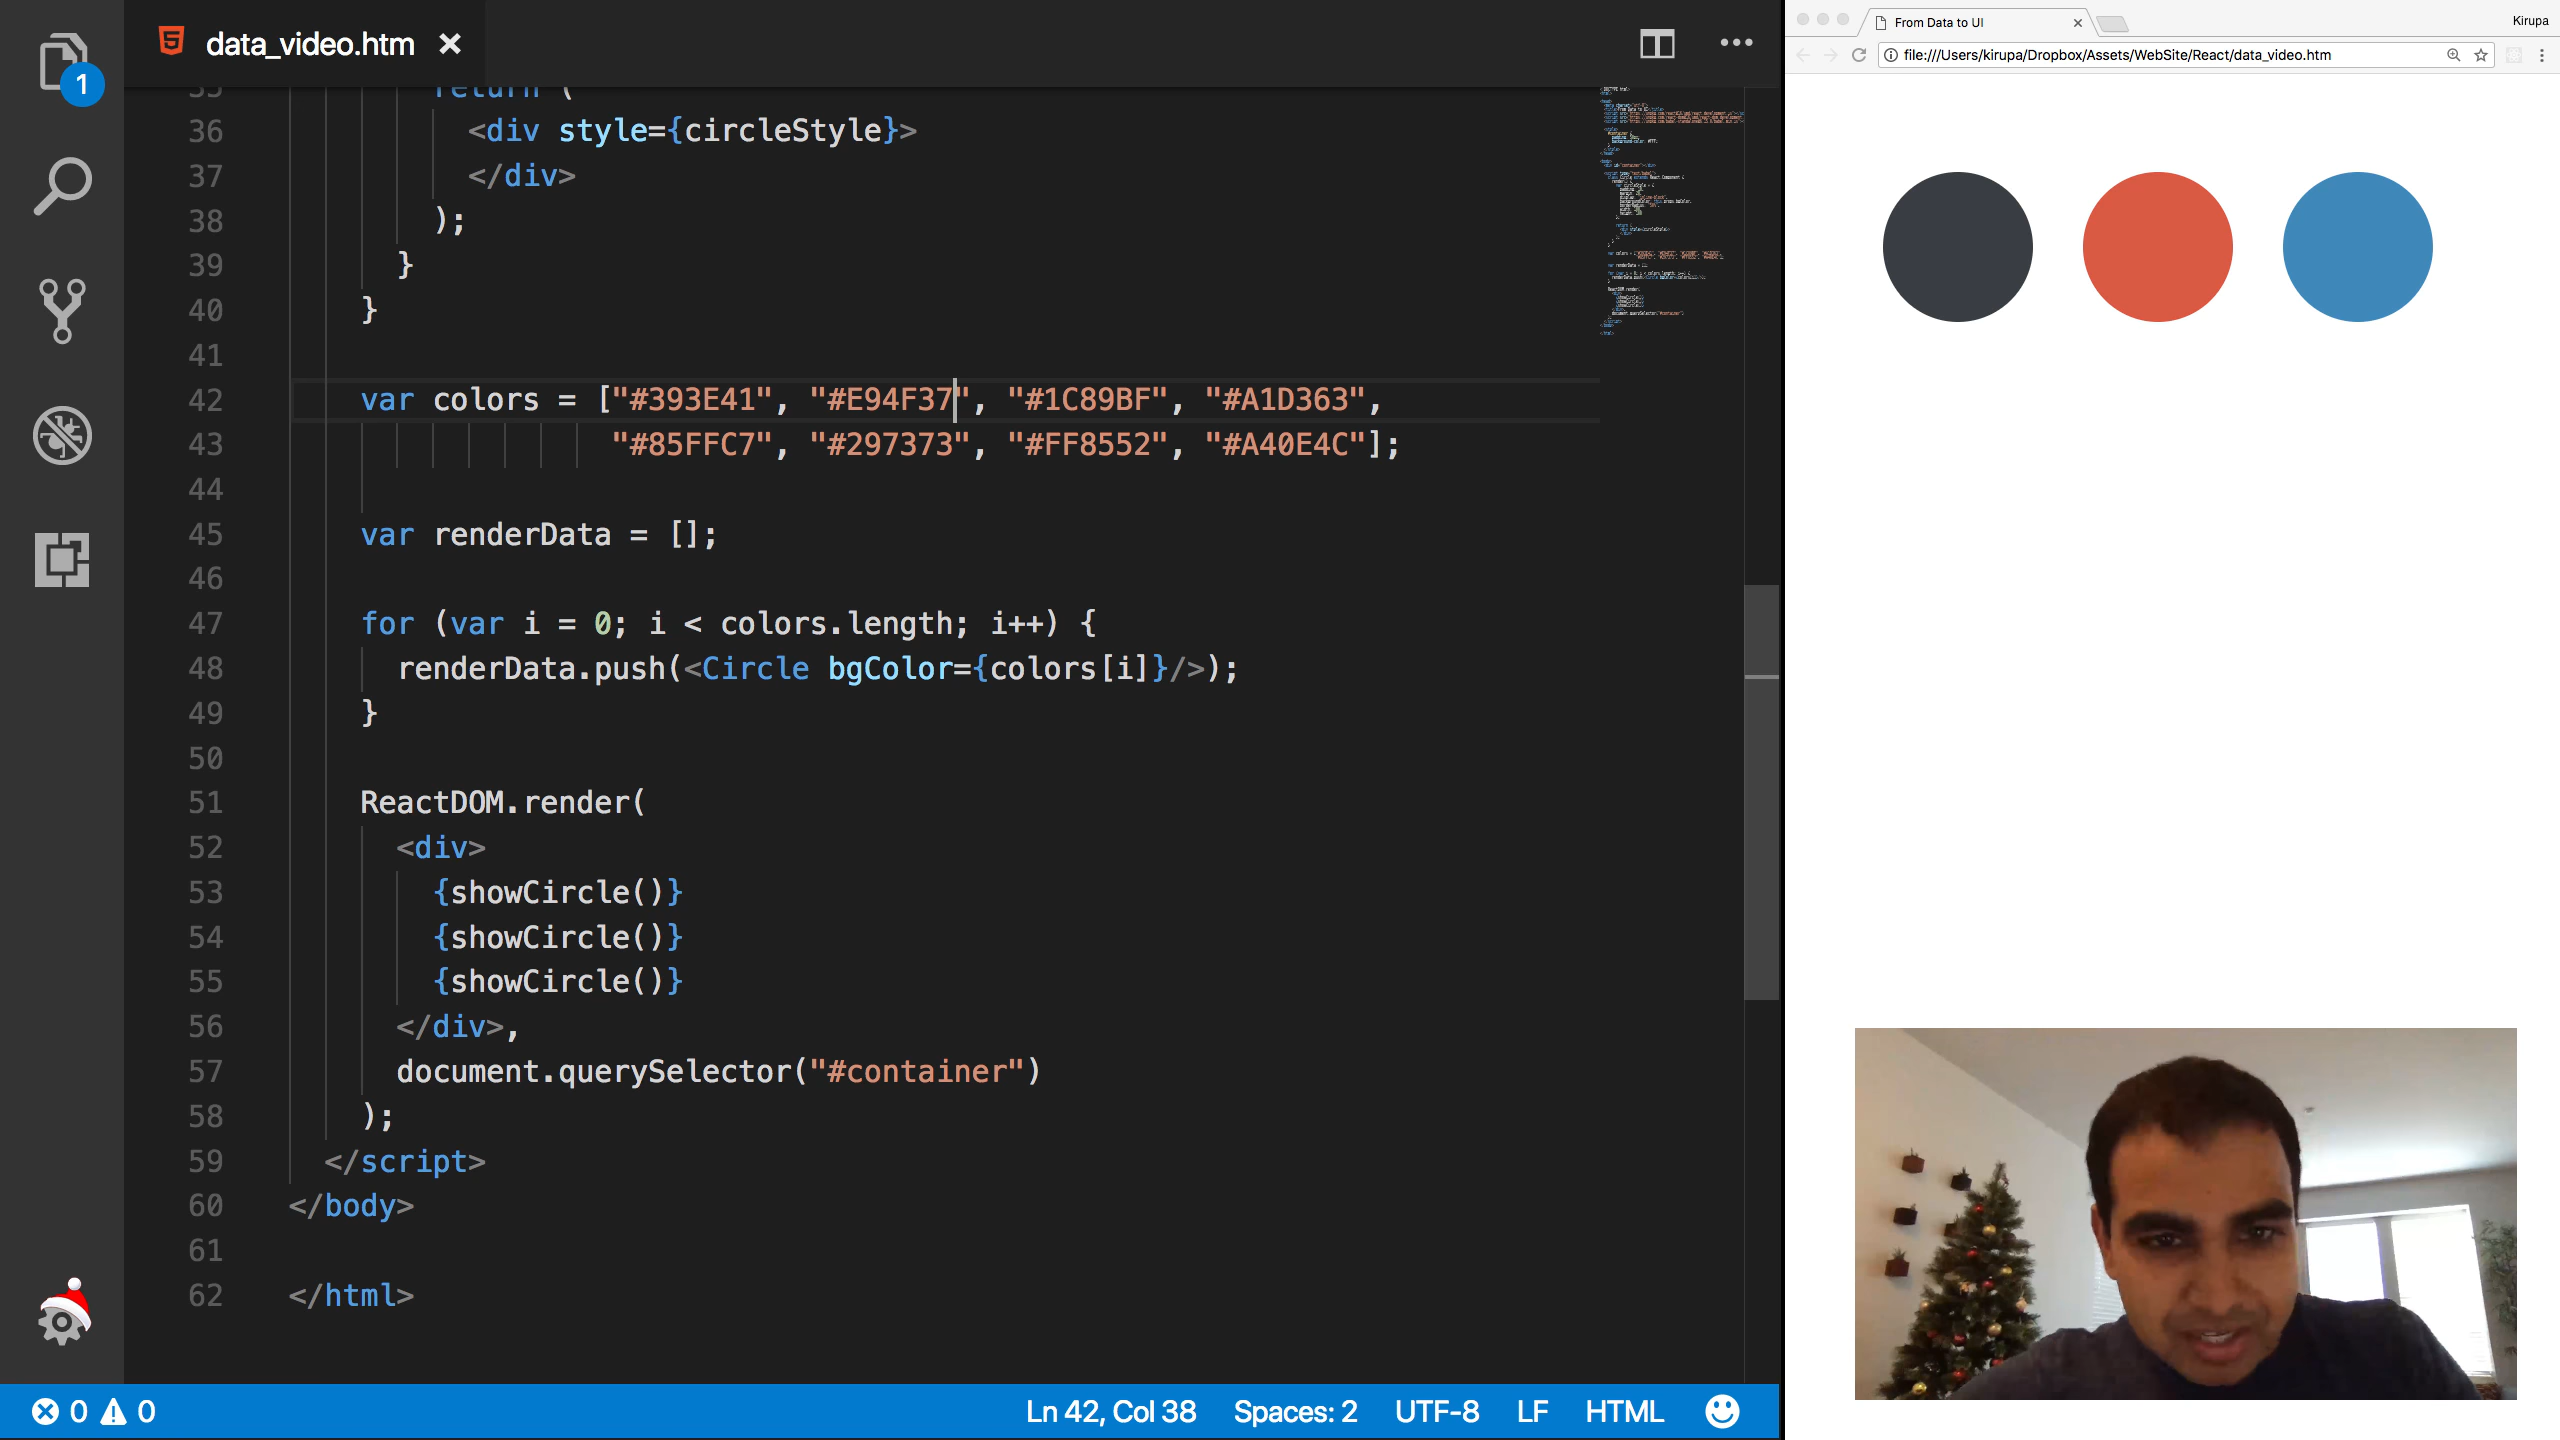 data_video.htm
1
35 return (
36 <div style={circleStyle}>
37 </div>
38 );
39 }
40 }
41
42 var colors = ["#393E41", "#E94F37", "#1C89BF", "#A1D363",
43 "#85FFC7", "#297373", "#FF8552", "#A40E4C"];
44
45 var renderData = [];
46
47 for (var i = 0; i < colors.length; i++) {
48 renderData.push(<Circle bgColor={colors[i]}/>);
49 }
50
51 ReactDOM.render(
52 <div>
53 {showCircle()}
54 {showCircle()}
55 {showCircle()}
56 </div>,
57 document.querySelector("#container")
58 );
59 </script>
60 </body>
61
62 </html>
0 0 Ln 42, Col 38 Spaces: 2 UTF-8 LF HTML
From Data to UI
Kirupa
file:///Users/kirupa/Dropbox/Assets/WebSite/React/data_video.htm